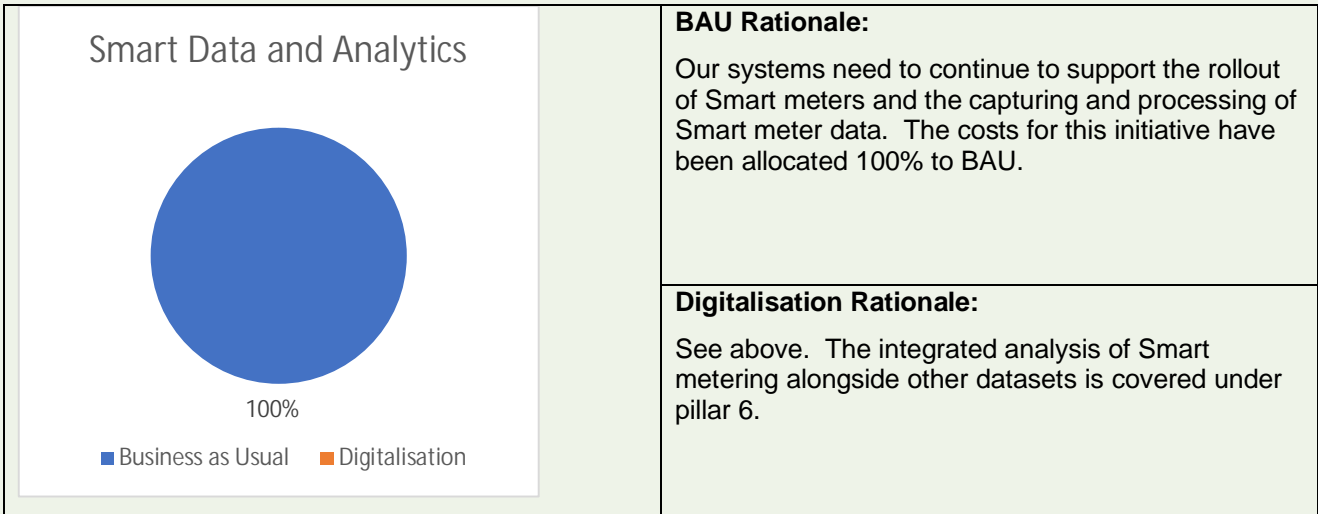 Smart Data and Analytics
100%
Business as Usual
Digitalisation
BAU Rationale:
Our systems need to continue to support the rollout
of Smart meters and the capturing and processing of
Smart meter data.  The costs for this initiative have
been allocated 100% to BAU.
Digitalisation Rationale:
See above.  The integrated analysis of Smart
metering alongside other datasets is covered under
pillar 6.